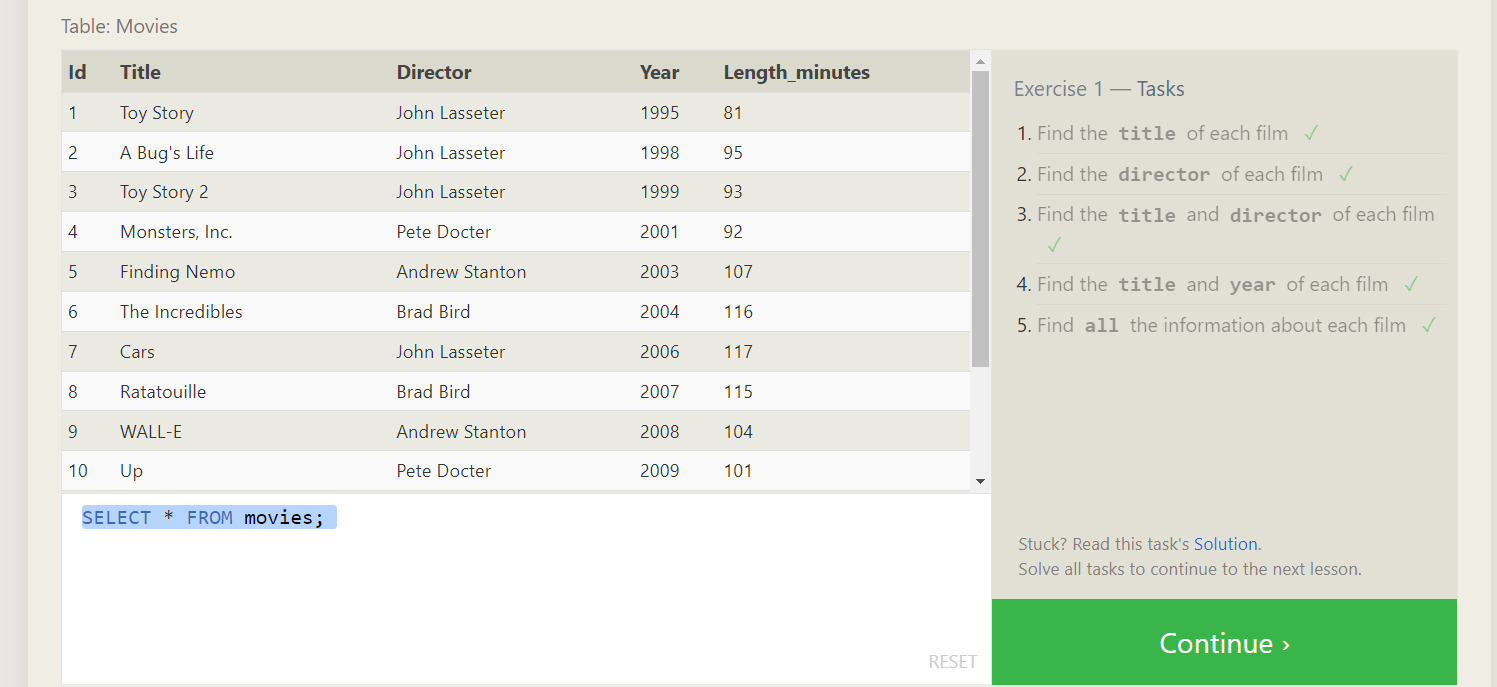 Table: Movies
Id Title Director Year Length_minutes
1 Toy Story John Lasseter 1995 81
2 A Bug's Life John Lasseter 1998 95
3 Toy Story 2 John Lasseter 1999 93
4 Monsters, Inc. Pete Docter 2001 92
5 Finding Nemo Andrew Stanton 2003 107
6 The Incredibles Brad Bird 2004 116
7 Cars John Lasseter 2006 117
8 Ratatouille Brad Bird 2007 115
9 WALL-E Andrew Stanton 2008 104
10 Up Pete Docter 2009 101
SELECT * FROM movies;
RESET
Exercise 1 — Tasks
1. Find the title of each film ✓
2. Find the director of each film ✓
3. Find the title and director of each film
✓
4. Find the title and year of each film ✓
5. Find all the information about each film ✓
Stuck? Read this task's Solution.
Solve all tasks to continue to the next lesson.
Continue ›